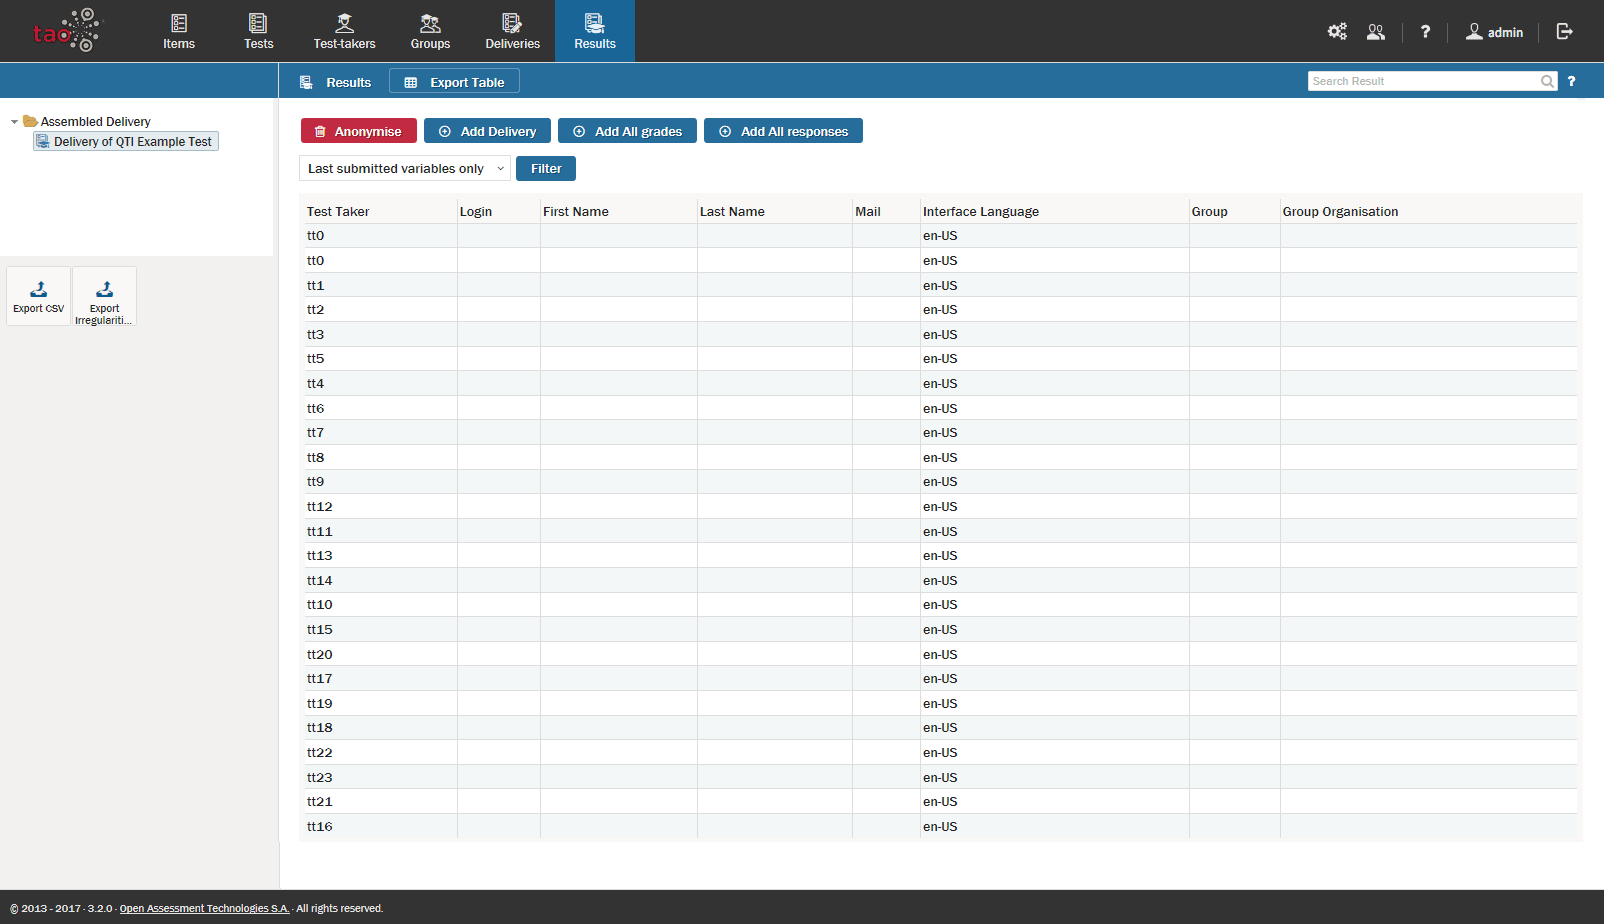 tao
Items
Tests
Test-takers
Groups
Deliveries
Results
?
admin
Results
Export Table
Search Result
?
Assembled Delivery
Delivery of QTI Example Test
Export CSV
Export
Irregulariti...
Anonymise
Add Delivery
Add All grades
Add All responses
Last submitted variables only
Filter
Test Taker Login First Name Last Name Mail Interface Language Group Group Organisation
tt0 en-US
tt0 en-US
tt1 en-US
tt2 en-US
tt3 en-US
tt5 en-US
tt4 en-US
tt6 en-US
tt7 en-US
tt8 en-US
tt9 en-US
tt12 en-US
tt11 en-US
tt13 en-US
tt14 en-US
tt10 en-US
tt15 en-US
tt20 en-US
tt17 en-US
tt19 en-US
tt18 en-US
tt22 en-US
tt23 en-US
tt21 en-US
tt16 en-US
© 2013 - 2017 · 3.2.0 · Open Assessment Technologies S.A. · All rights reserved.